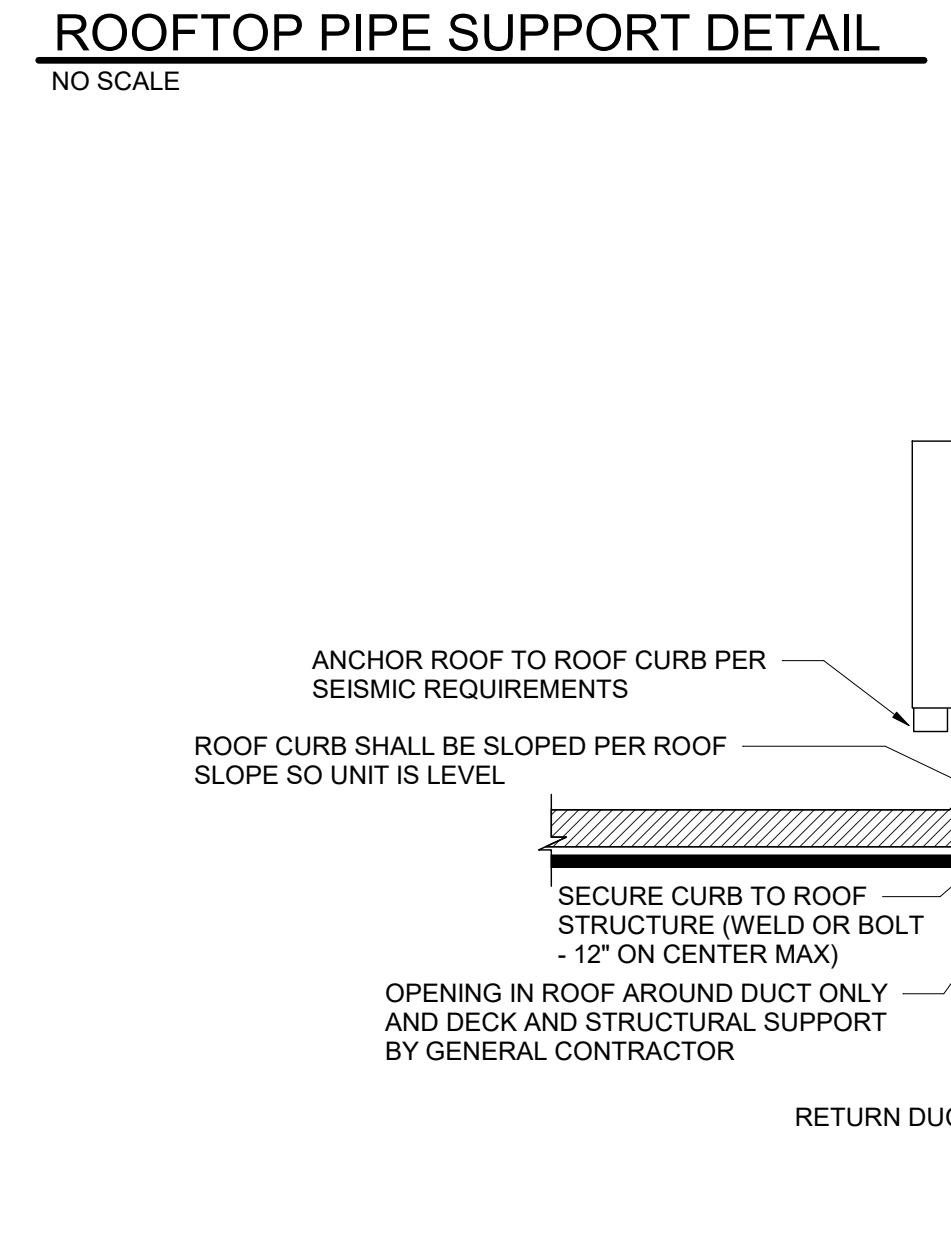 ROOFTOP PIPE SUPPORT DETAIL
NO SCALE
ANCHOR ROOF TO ROOF CURB PER
SEISMIC REQUIREMENTS
ROOF CURB SHALL BE SLOPED PER ROOF
SLOPE SO UNIT IS LEVEL
SECURE CURB TO ROOF
STRUCTURE (WELD OR BOLT
- 12" ON CENTER MAX)
OPENING IN ROOF AROUND DUCT ONLY
AND DECK AND STRUCTURAL SUPPORT
BY GENERAL CONTRACTOR
RETURN